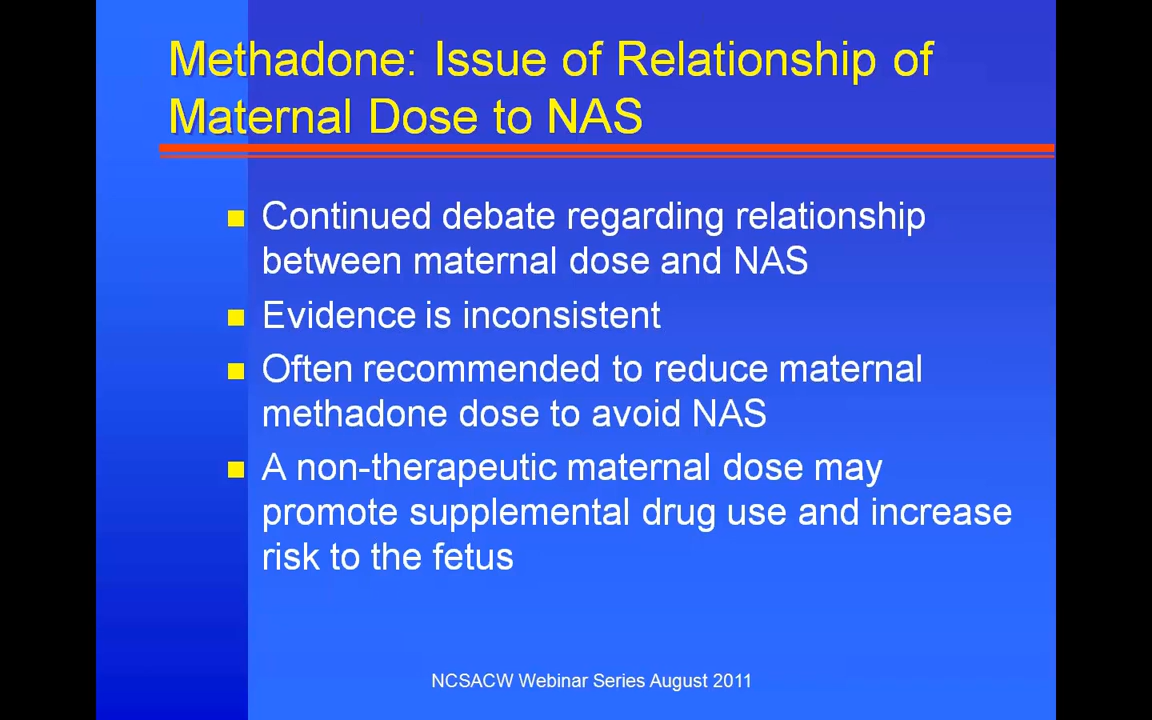 Methadone: Issue of Relationship of
Maternal Dose to NAS
Continued debate regarding relationship
between maternal dose and NAS
Evidence is inconsistent
Often recommended to reduce maternal
methadone dose to avoid NAS
A non-therapeutic maternal dose may
promote supplemental drug use and increase
risk to the fetus
NCSACW Webinar Series August 2011